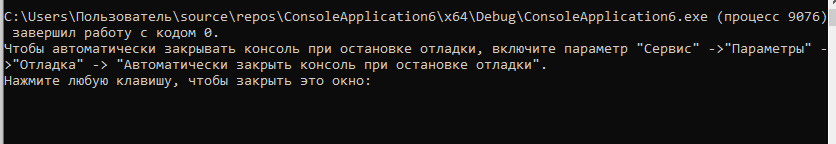 C:\Users\Пользователь\source\repos\ConsoleApplication6\x64\Debug\ConsoleApplication6.exe (процесс 9076)
завершил работу с кодом 0.
Чтобы автоматически закрывать консоль при остановке отладки, включите параметр "Сервис" ->"Параметры" -
>"Отладка" -> "Автоматически закрыть консоль при остановке отладки".
Нажмите любую клавишу, чтобы закрыть это окно: